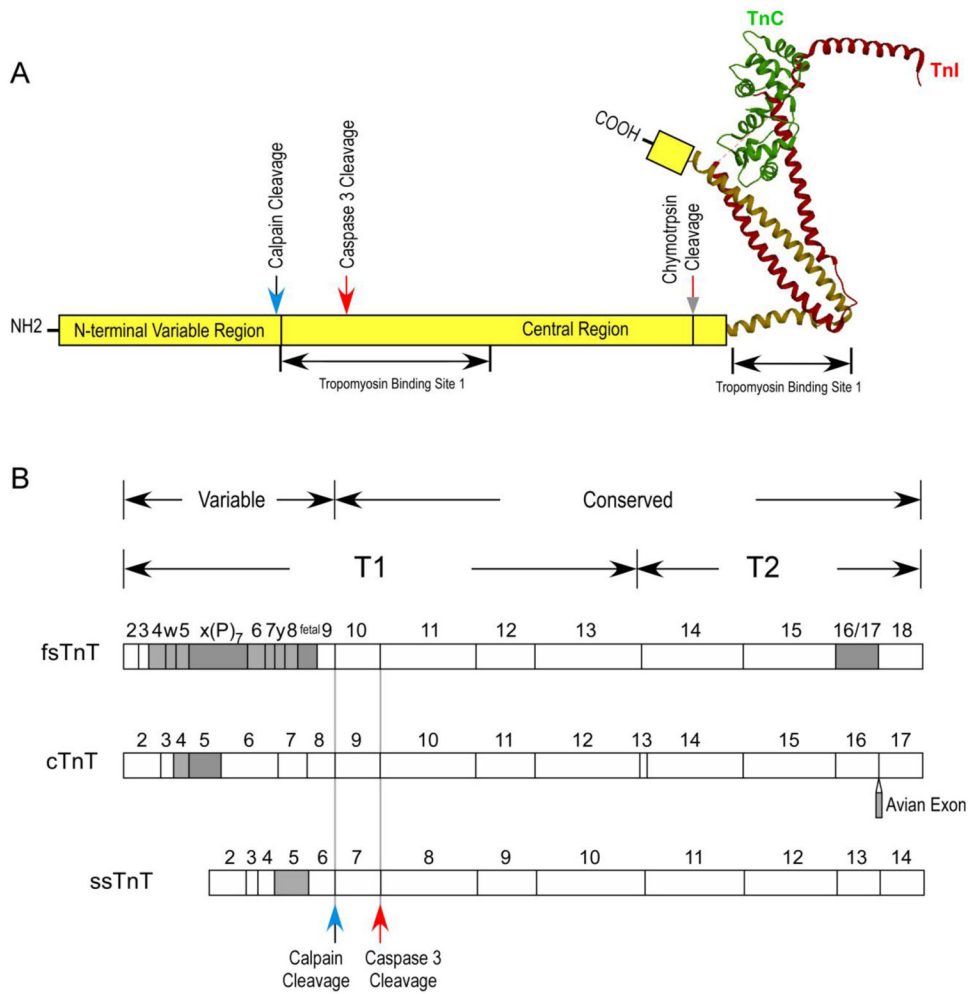 A
TnC
TnI
COOH
Calpain Cleavage
Caspase 3 Cleavage
Chymotrpsin
Cleavage
NH2
N-terminal Variable Region
Central Region
Tropomyosin Binding Site 1
Tropomyosin Binding Site 1
B
Variable
Conserved
T1
T2
2 3 4 w 5 x(P)7 6 7 y 8 fetal 9 10 11 12 13 14 15 16/17 18
fsTnT
2 3 4 5 6 7 8 9 10 11 12 13 14 15 16 17
cTnT
Avian Exon
2 3 4 5 6 7 8 9 10 11 12 13 14
ssTnT
Calpain
Cleavage
Caspase 3
Cleavage